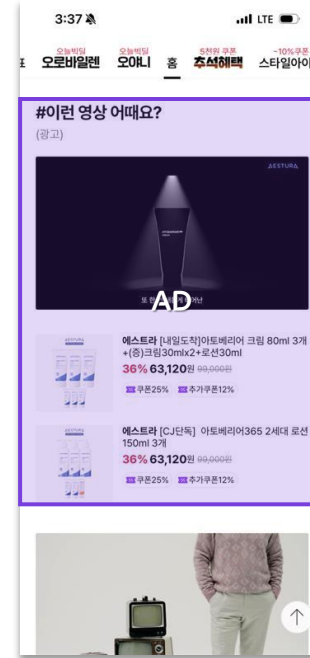 3:37
LTE
오늘빅딜 오늘빅딜 5천원 쿠폰 ~10%쿠폰
오로바일렌 오야니 홈 추석혜택 스타일아이
#이런 영상 어때요?
(광고)
AESTURA
또 한
어난
AD
에스트라 [내일도착]아토베리어 크림 80ml 3개
+(증)크림30mlx2+로션30ml
36% 63,120원 99,000원
쿠폰25% 추가쿠폰12%
에스트라 [CJ단독] 아토베리어365 2세대 로션
150ml 3개
36% 63,120원 99,000원
쿠폰25% 추가쿠폰12%